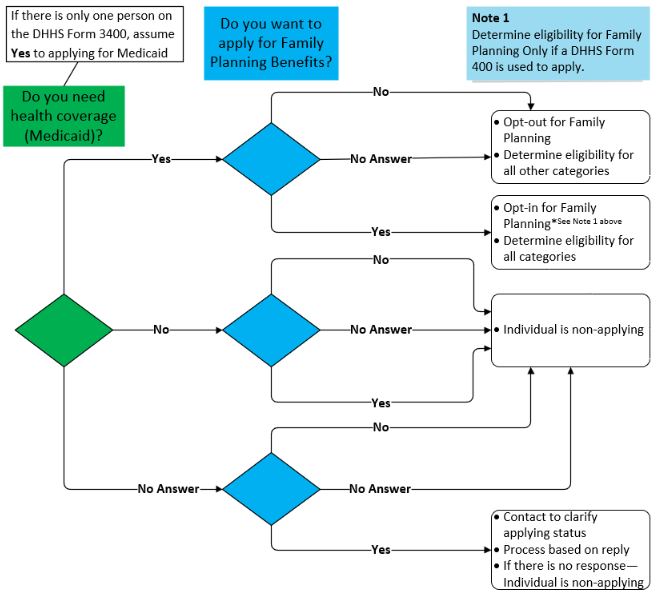 If there is only one person on
the DHHS Form 3400, assume
Yes to applying for Medicaid
Do you want to
apply for Family
Planning Benefits?
Note 1
Determine eligibility for Family
Planning Only if a DHHS Form
400 is used to apply.
Do you need
health coverage
(Medicaid)?
No
• Opt-out for Family
Planning
• Determine eligibility for
all other categories
Yes
No Answer
• Opt-in for Family
Planning*See Note 1 above
• Determine eligibility for
all categories
Yes
No
No
No Answer
• Individual is non-applying
Yes
No
No Answer
No Answer
• Contact to clarify
applying status
• Process based on reply
• If there is no response—
Individual is non-applying
Yes